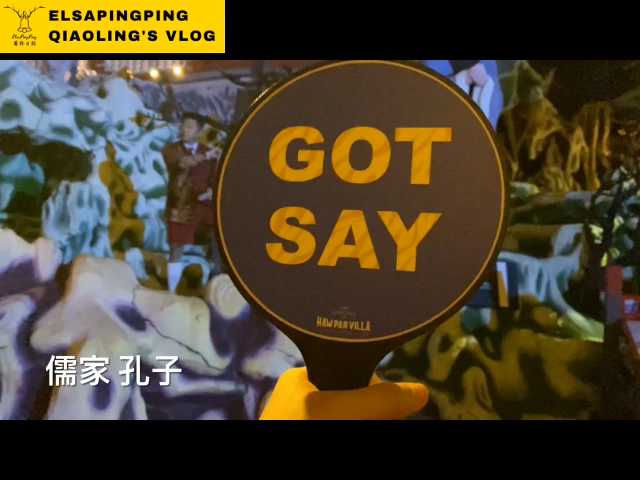 ELSAPINGPING
QIAOLING'S VLOG
GOT
SAY
HAW PAR VILLA
儒家 孔子